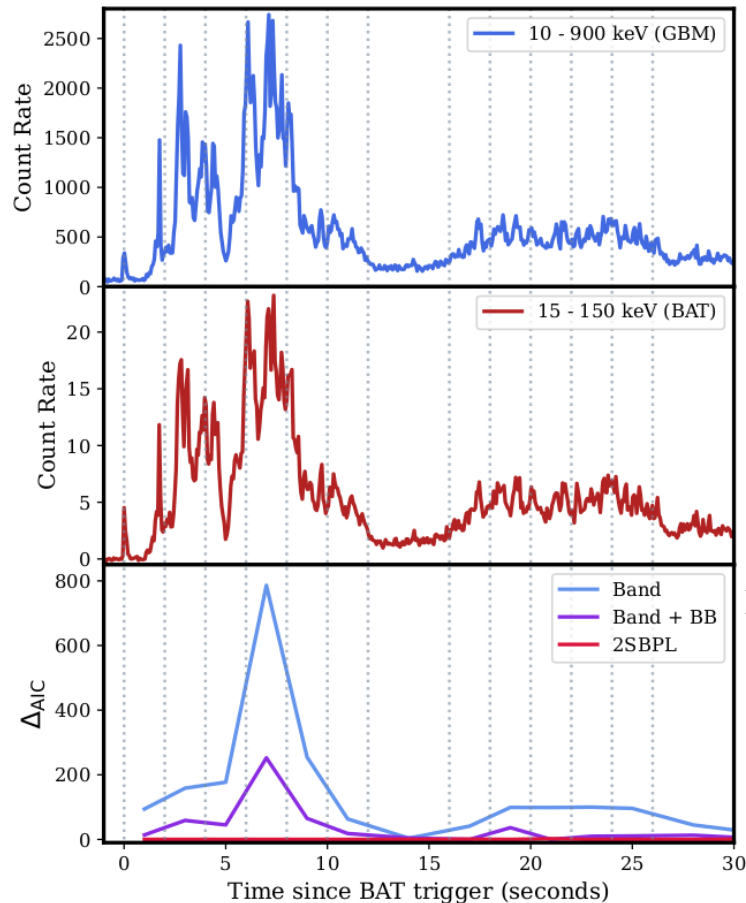 10 - 900 keV (GBM)
Count Rate
2500
2000
1500
1000
500
0
15 - 150 keV (BAT)
Count Rate
20
15
10
5
0
Band
Band + BB
2SBPL
Δ_AIC
800
600
400
200
0
0 5 10 15 20 25 30
Time since BAT trigger (seconds)